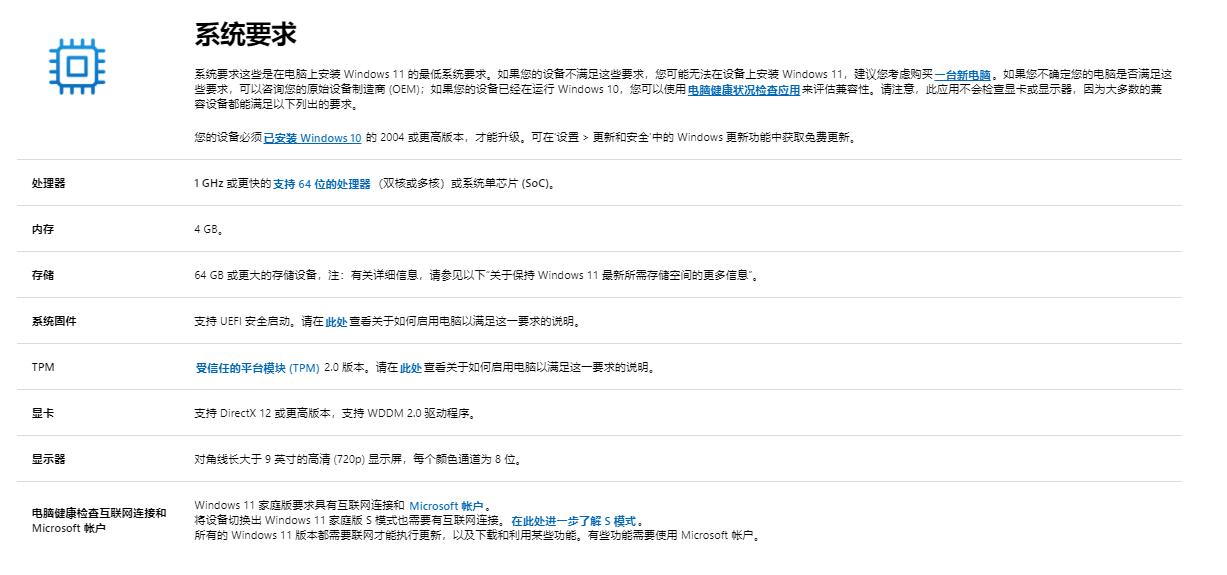 系统要求
系统要求这些是在电脑上安装 Windows 11 的最低系统要求。如果您的设备不满足这些要求，您可能无法在设备上安装 Windows 11，建议您考虑购买一台新电脑。如果您不确定您的电脑是否满足这
些要求，可以咨询您的原始设备制造商 (OEM)；如果您的设备已经在运行 Windows 10，您可以使用电脑健康状况检查应用来评估兼容性。请注意，此应用不会检查显卡或显示器，因为大多数的兼
容设备都能满足以下列出的要求。
您的设备必须已安装 Windows 10 的 2004 或更高版本，才能升级。可在'设置 > 更新和安全'中的 Windows 更新功能中获取免费更新。
处理器
1 GHz 或更快的支持 64 位的处理器（双核或多核）或系统单芯片 (SoC)。
内存
4 GB。
存储
64 GB 或更大的存储设备，注：有关详细信息，请参见以下"关于保持 Windows 11 最新所需存储空间的更多信息"。
系统固件
支持 UEFI 安全启动。请在此处查看关于如何启用电脑以满足这一要求的说明。
TPM
受信任的平台模块 (TPM) 2.0 版本。请在此处查看关于如何启用电脑以满足这一要求的说明。
显卡
支持 DirectX 12 或更高版本，支持 WDDM 2.0 驱动程序。
显示器
对角线长大于 9 英寸的高清 (720p) 显示屏，每个颜色通道为 8 位。
电脑健康检查互联网连接和
Microsoft 帐户
Windows 11 家庭版要求具有互联网连接和 Microsoft 帐户。
将设备切换出 Windows 11 家庭版 S 模式也需要有互联网连接。在此处进一步了解 S 模式。
所有的 Windows 11 版本都需要联网才能执行更新，以及下载和利用某些功能。有些功能需要使用 Microsoft 帐户。